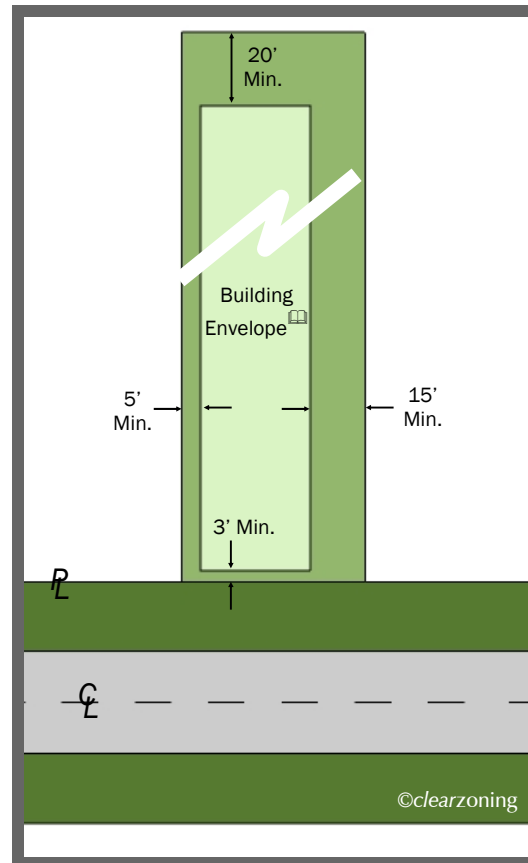 20’
Min.
Building
Envelope
5’
Min.
15’
Min.
3’ Min.
PL
CL
©clearzoning